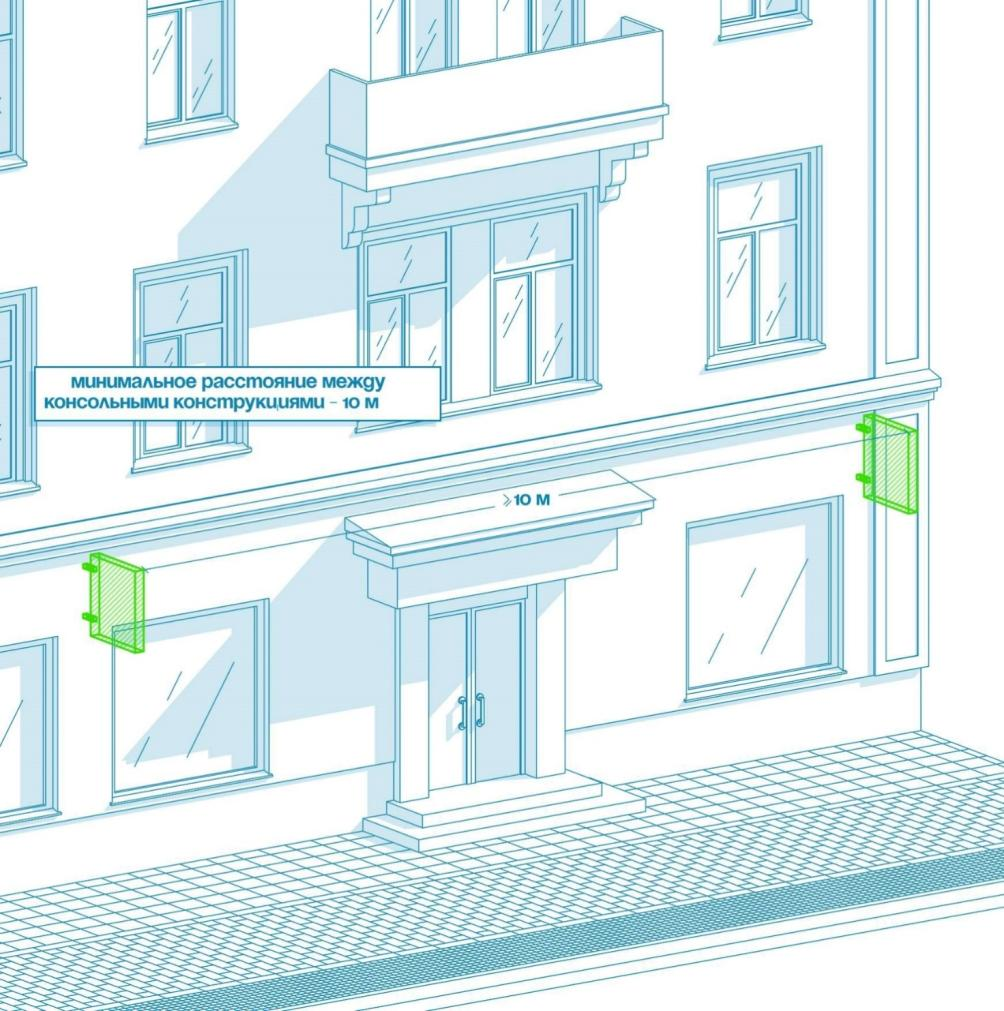 минимальное расстояние между
консольными конструкциями – 10 м
⩾10 м